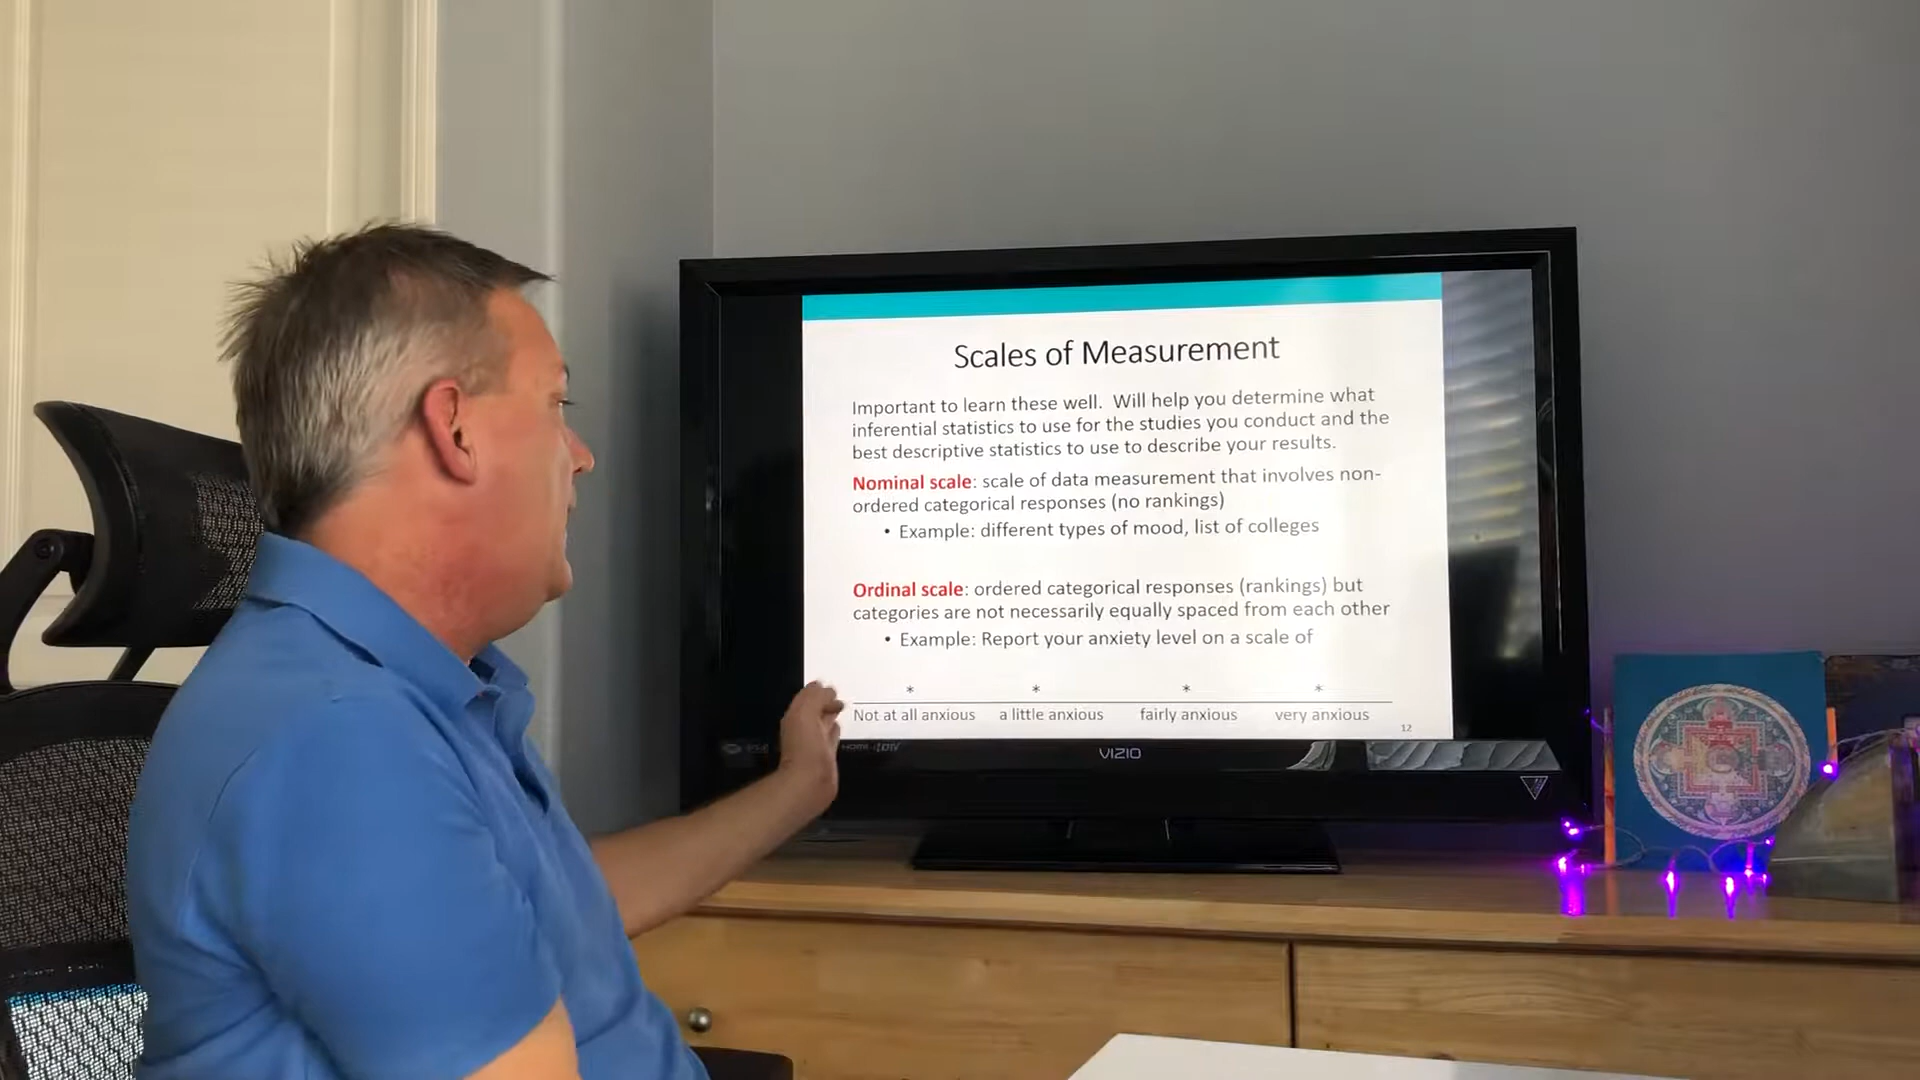 Scales of Measurement
Important to learn these well. Will help you determine what
inferential statistics to use for the studies you conduct and the
best descriptive statistics to use to describe your results.
Nominal scale: scale of data measurement that involves non-
ordered categorical responses (no rankings)
• Example: different types of mood, list of colleges
Ordinal scale: ordered categorical responses (rankings) but
categories are not necessarily equally spaced from each other
• Example: Report your anxiety level on a scale of
* * * *
Not at all anxious a little anxious fairly anxious very anxious
12
HDMI
VIZIO